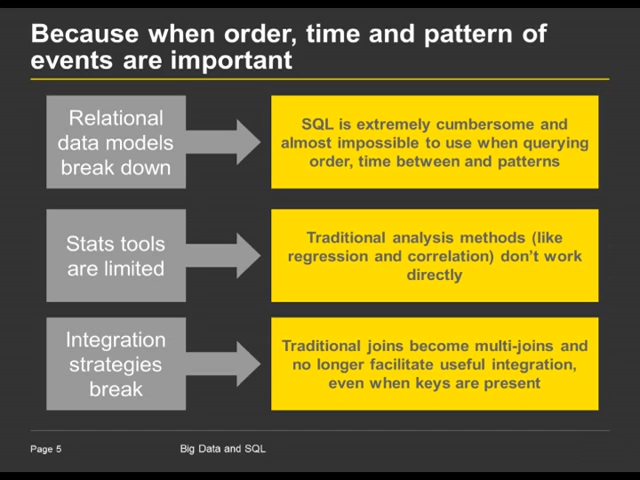 Because when order, time and pattern of
events are important
Relational
data models
break down
SQL is extremely cumbersome and
almost impossible to use when querying
order, time between and patterns
Stats tools
are limited
Traditional analysis methods (like
regression and correlation) don't work
directly
Integration
strategies
break
Traditional joins become multi-joins and
no longer facilitate useful integration,
even when keys are present
Page 5
Big Data and SQL